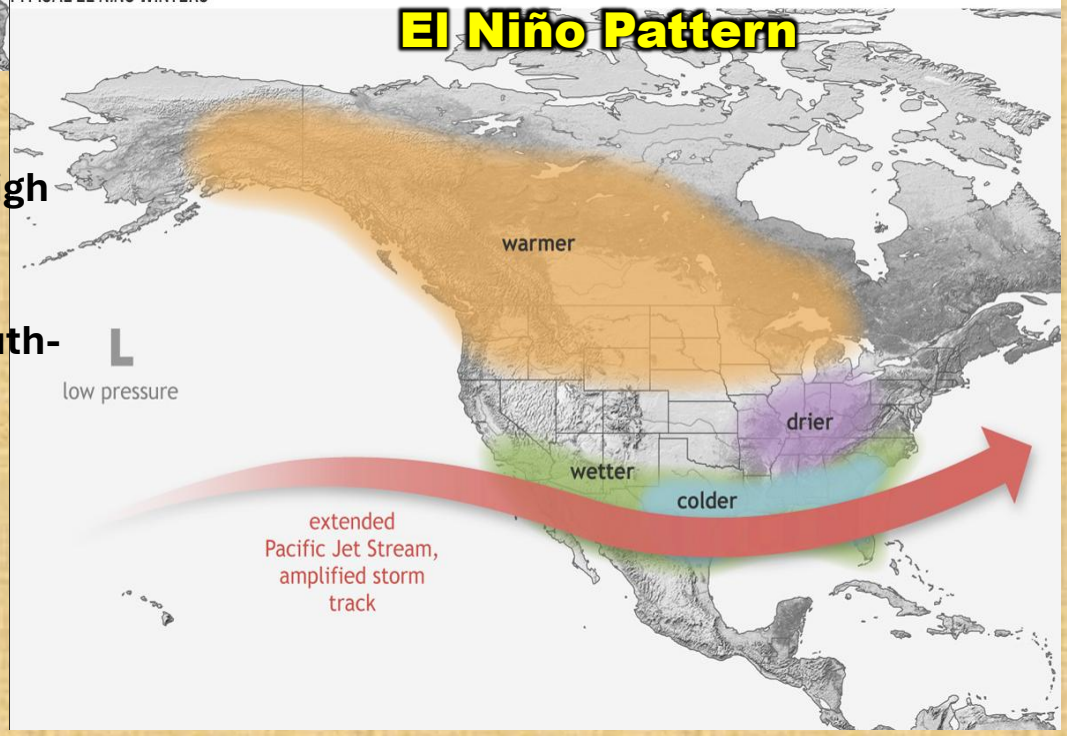 El Niño Pattern
gh
warmer
uth-
L
low pressure
drier
wetter
colder
extended
Pacific Jet Stream,
amplified storm
track